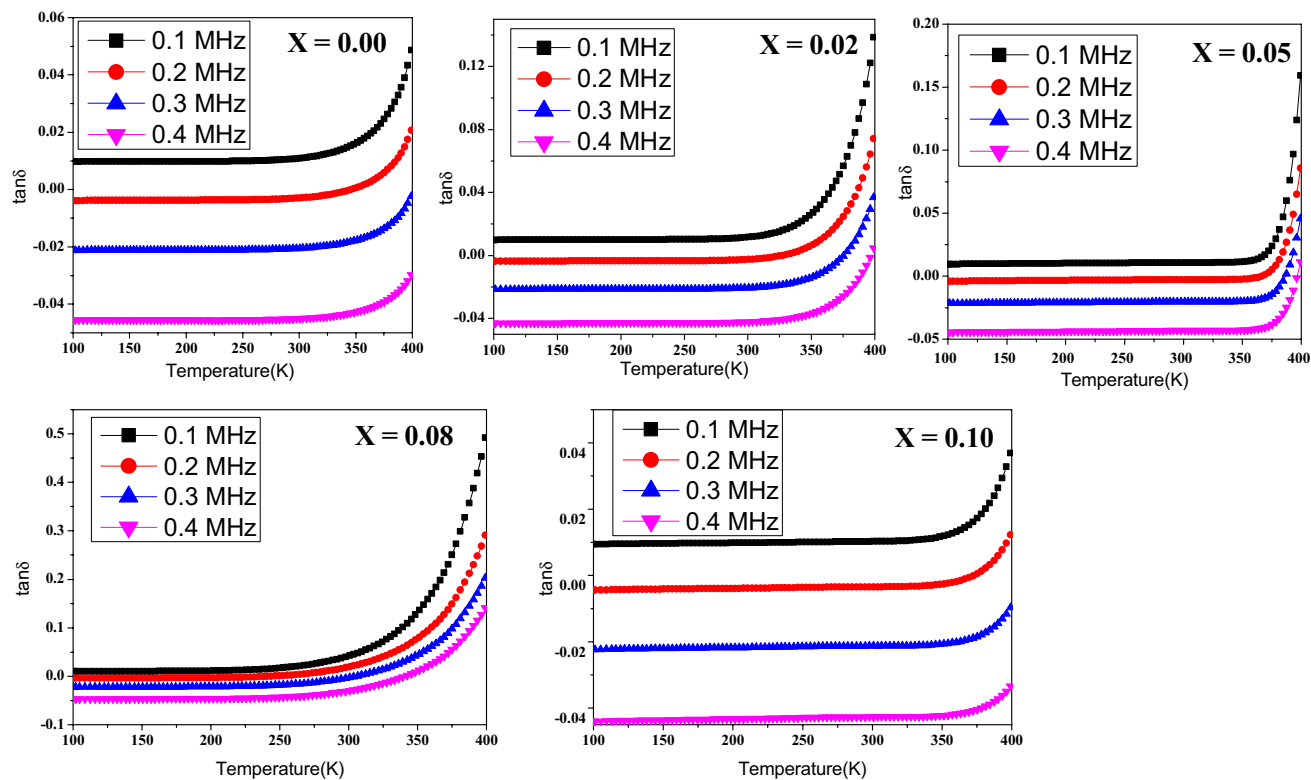 X = 0.00
0.1 MHz
0.2 MHz
0.3 MHz
0.4 MHz
0.06
0.04
0.02
0.00
-0.02
-0.04
tanδ
100 150 200 250 300 350 400
Temperature(K)
X = 0.02
0.1 MHz
0.2 MHz
0.3 MHz
0.4 MHz
0.12
0.08
0.04
0.00
-0.04
tanδ
100 150 200 250 300 350 400
Temperature(K)
X = 0.05
0.1 MHz
0.2 MHz
0.3 MHz
0.4 MHz
0.20
0.15
0.10
0.05
0.00
-0.05
tanδ
100 150 200 250 300 350 400
Temperature(K)
X = 0.08
0.1 MHz
0.2 MHz
0.3 MHz
0.4 MHz
0.5
0.4
0.3
0.2
0.1
0.0
-0.1
tanδ
100 150 200 250 300 350 400
Temperature(K)
X = 0.10
0.1 MHz
0.2 MHz
0.3 MHz
0.4 MHz
0.04
0.02
0.00
-0.02
-0.04
tanδ
100 150 200 250 300 350 400
Temperature(K)